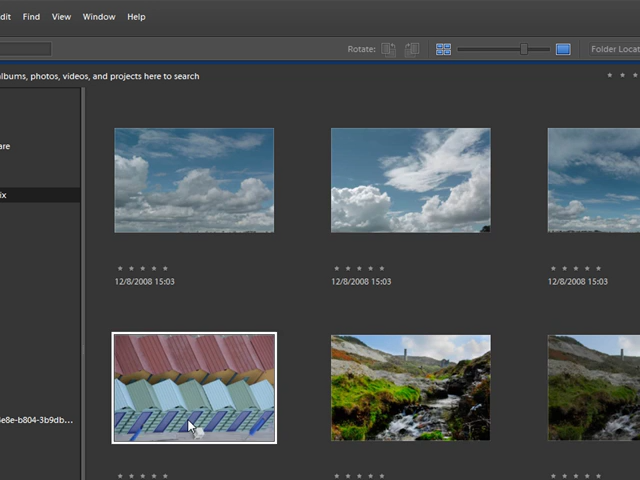 dit Find View Window Help
Rotate: Folder Locat
albums, photos, videos, and projects here to search
are
ix
12/8/2008 15:03 12/8/2008 15:03 12/8/2008 15:03
e8e-b804-3b9db...